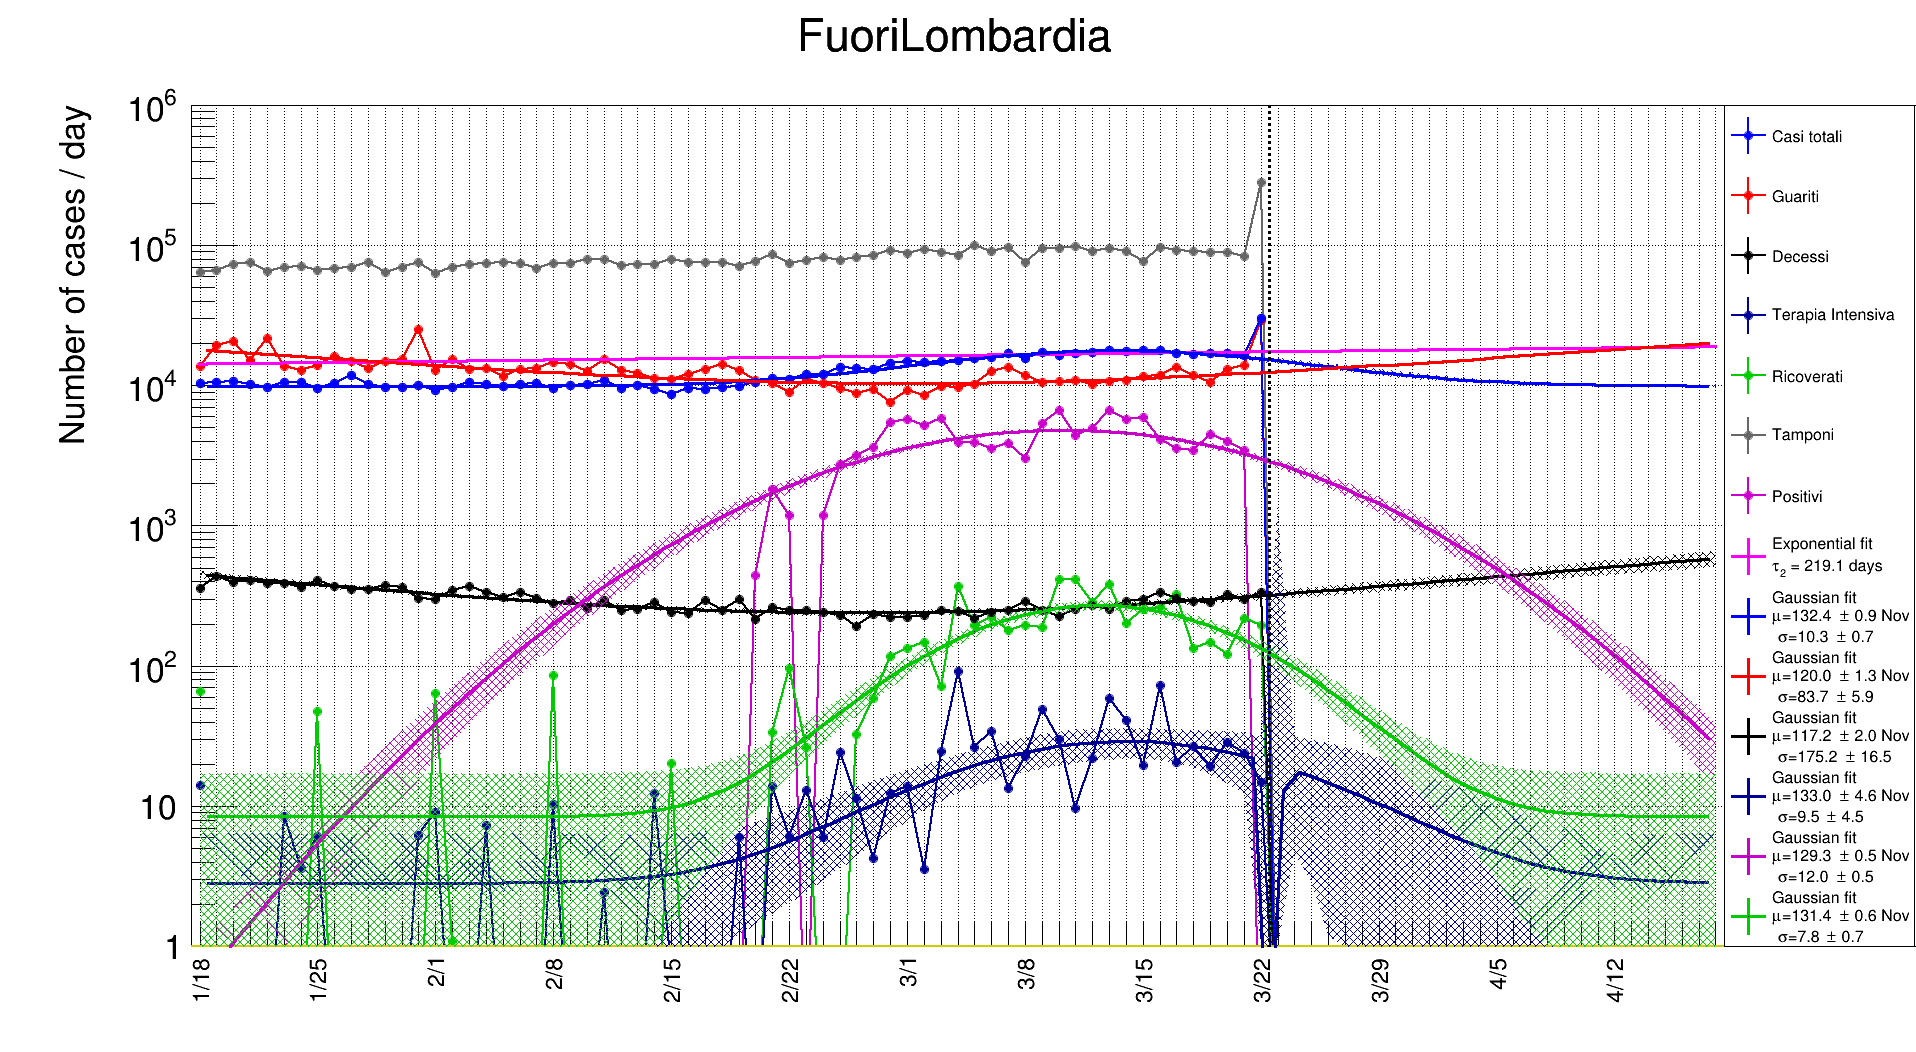 FuoriLombardia
Number of cases / day
10^6
10^5
10^4
10^3
10^2
10
1
1/18
1/25
2/1
2/8
2/15
2/22
3/1
3/8
3/15
3/22
3/29
4/5
4/12
Casi totali
Guariti
Decessi
Terapia Intensiva
Ricoverati
Tamponi
Positivi
Exponential fit
τ₂ = 219.1 days
Gaussian fit
μ=132.4 ± 0.9 Nov
σ=10.3 ± 0.7
Gaussian fit
μ=120.0 ± 1.3 Nov
σ=83.7 ± 5.9
Gaussian fit
μ=117.2 ± 2.0 Nov
σ=175.2 ± 16.5
Gaussian fit
μ=133.0 ± 4.6 Nov
σ=9.5 ± 4.5
Gaussian fit
μ=129.3 ± 0.5 Nov
σ=12.0 ± 0.5
Gaussian fit
μ=131.4 ± 0.6 Nov
σ=7.8 ± 0.7